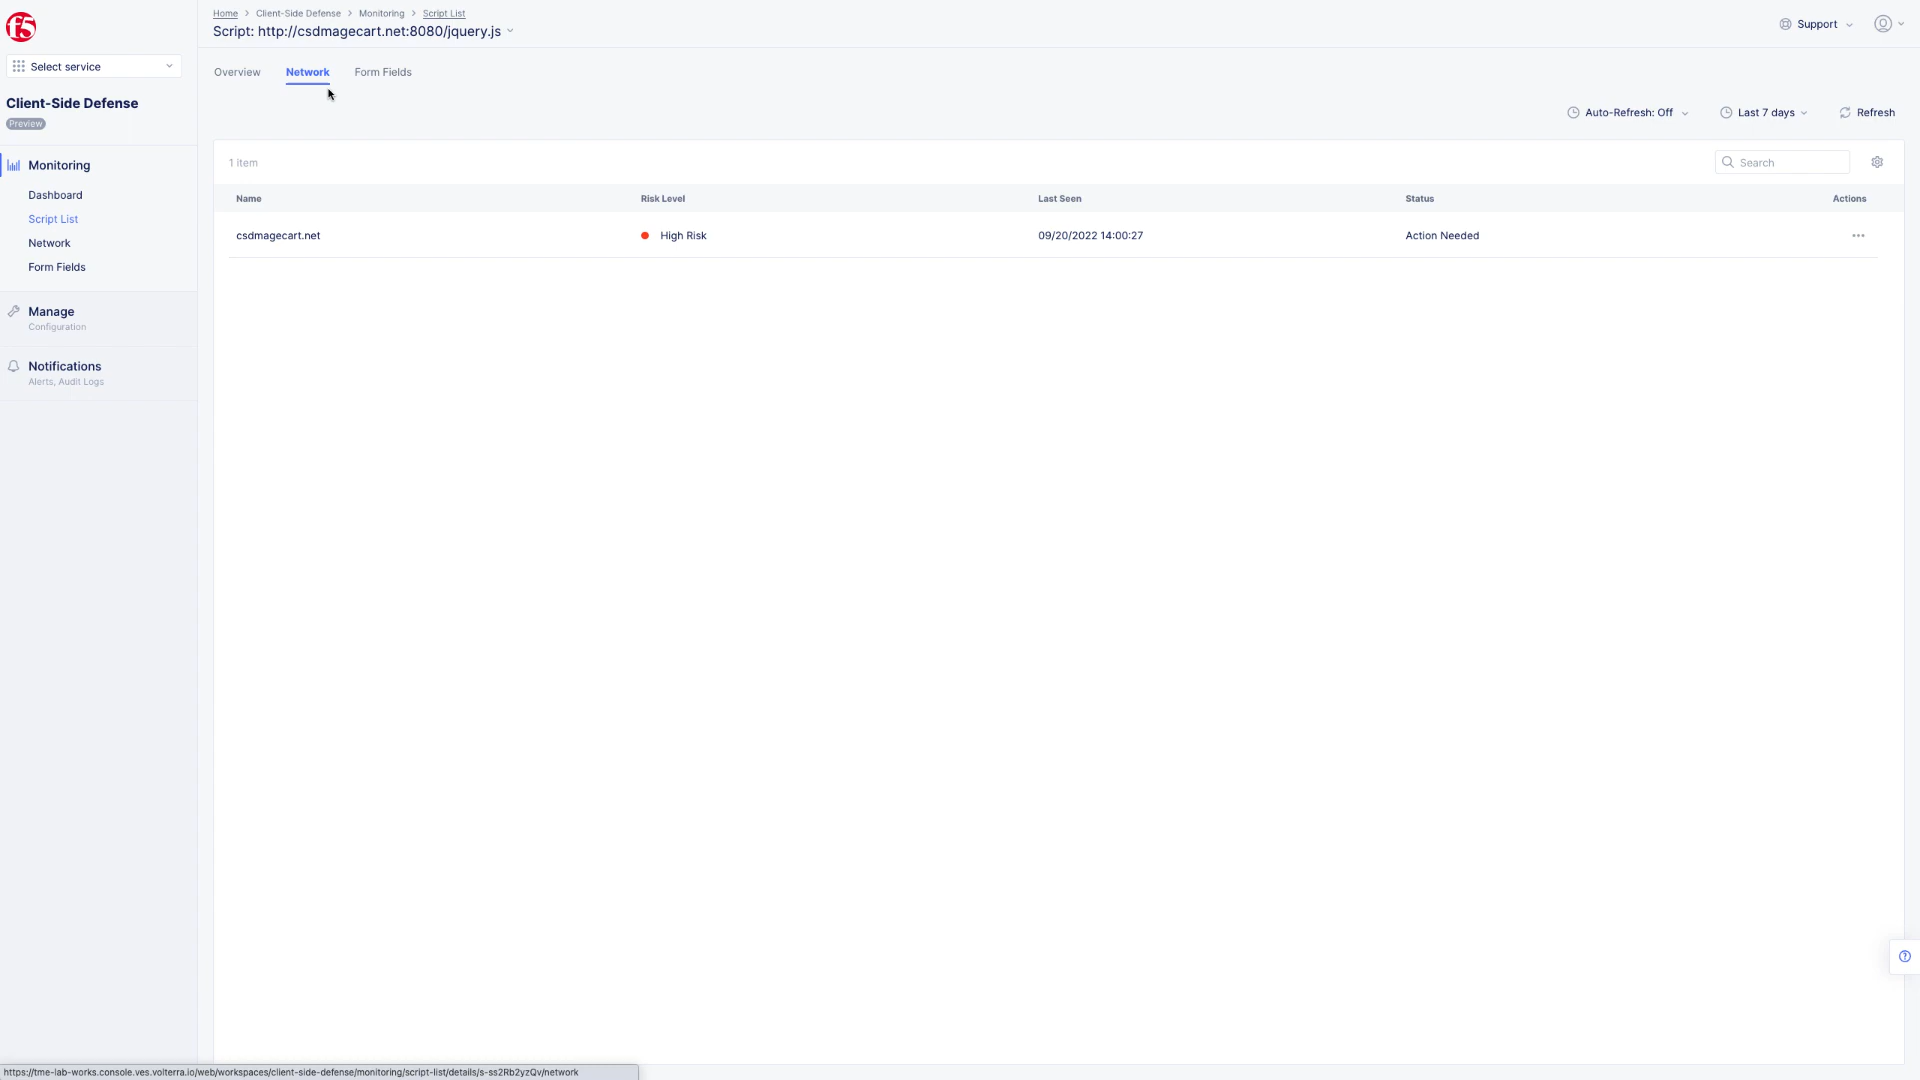 f5
Home > Client-Side Defense > Monitoring > Script List
Script: http://csdmagecart.net:8080/jquery.js
Support
Select service
Client-Side Defense
Preview
Monitoring
Dashboard
Script List
Network
Form Fields
Manage
Configuration
Notifications
Alerts, Audit Logs
Overview Network Form Fields
Auto-Refresh: Off Last 7 days Refresh
1 item Search
Name Risk Level Last Seen Status Actions
csdmagecart.net High Risk 09/20/2022 14:00:27 Action Needed ...
https://tme-lab-works.console.ves.volterra.io/web/workspaces/client-side-defense/monitoring/script-list/details/s-ss2Rb2yzQv/network